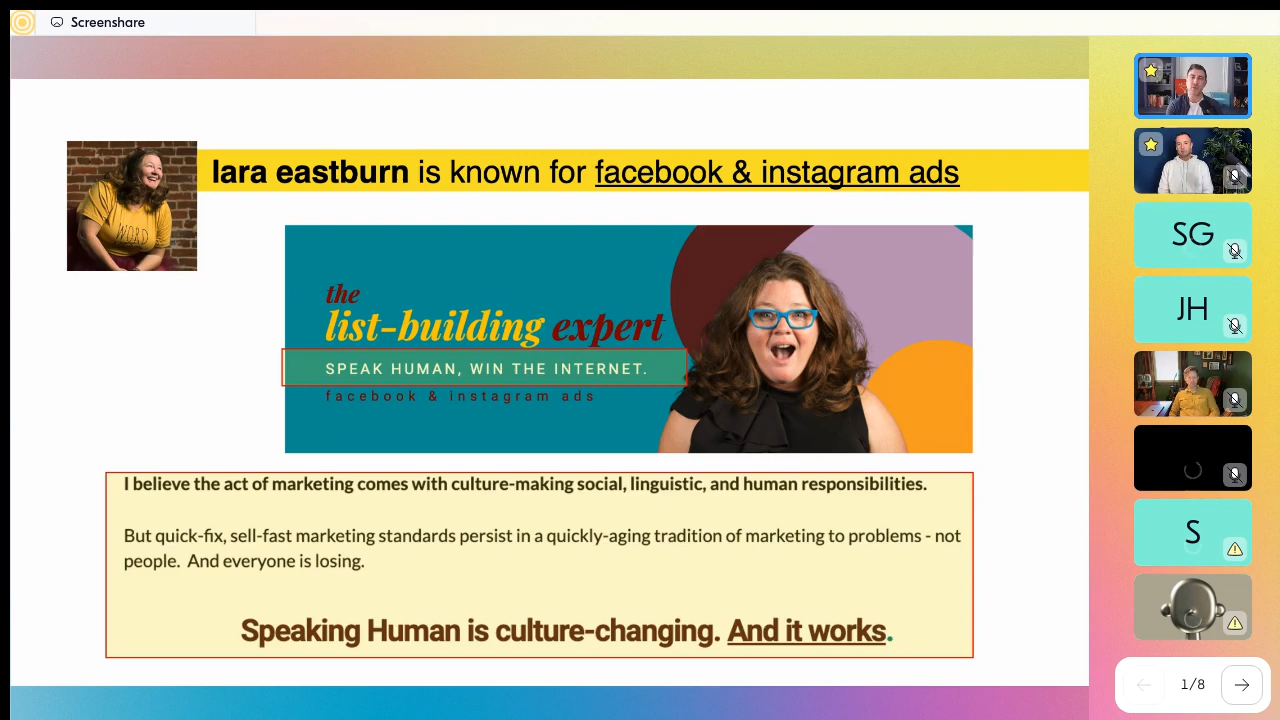 Screenshare
lara eastburn is known for facebook & instagram ads
WORD
the
list-building expert
SPEAK HUMAN, WIN THE INTERNET.
facebook & instagram ads
I believe the act of marketing comes with culture-making social, linguistic, and human responsibilities.
But quick-fix, sell-fast marketing standards persist in a quickly-aging tradition of marketing to problems - not
people. And everyone is losing.
Speaking Human is culture-changing. And it works.
SG
JH
S
1/8